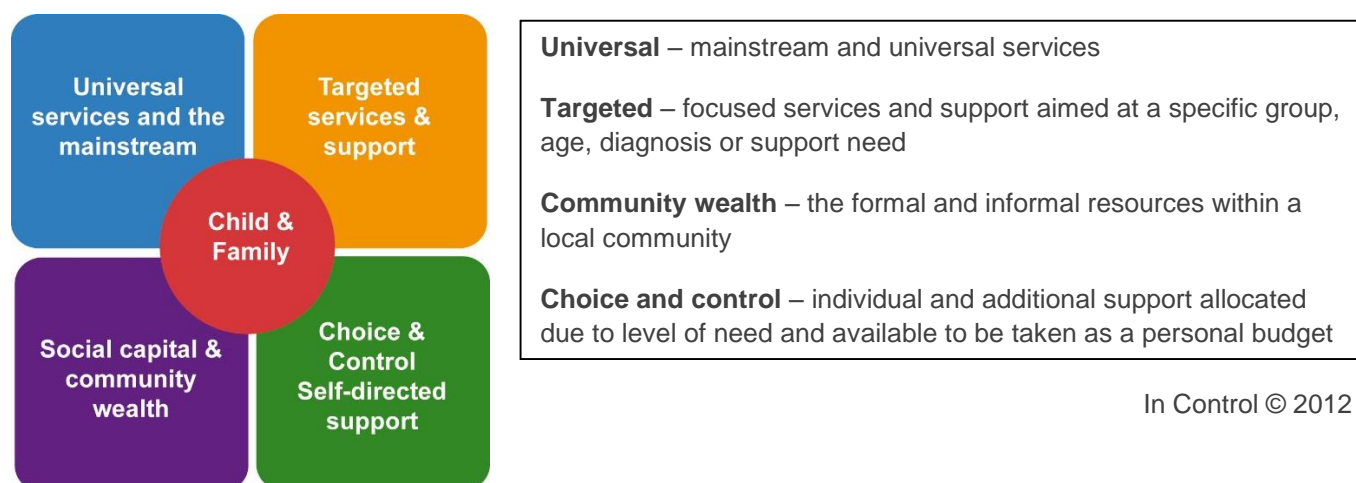 Universal
services and the
mainstream
Targeted
services &
support
Child &
Family
Social capital &
community
wealth
Choice &
Control
Self-directed
support
Universal – mainstream and universal services
Targeted – focused services and support aimed at a specific group,
age, diagnosis or support need
Community wealth – the formal and informal resources within a
local community
Choice and control – individual and additional support allocated
due to level of need and available to be taken as a personal budget
In Control © 2012